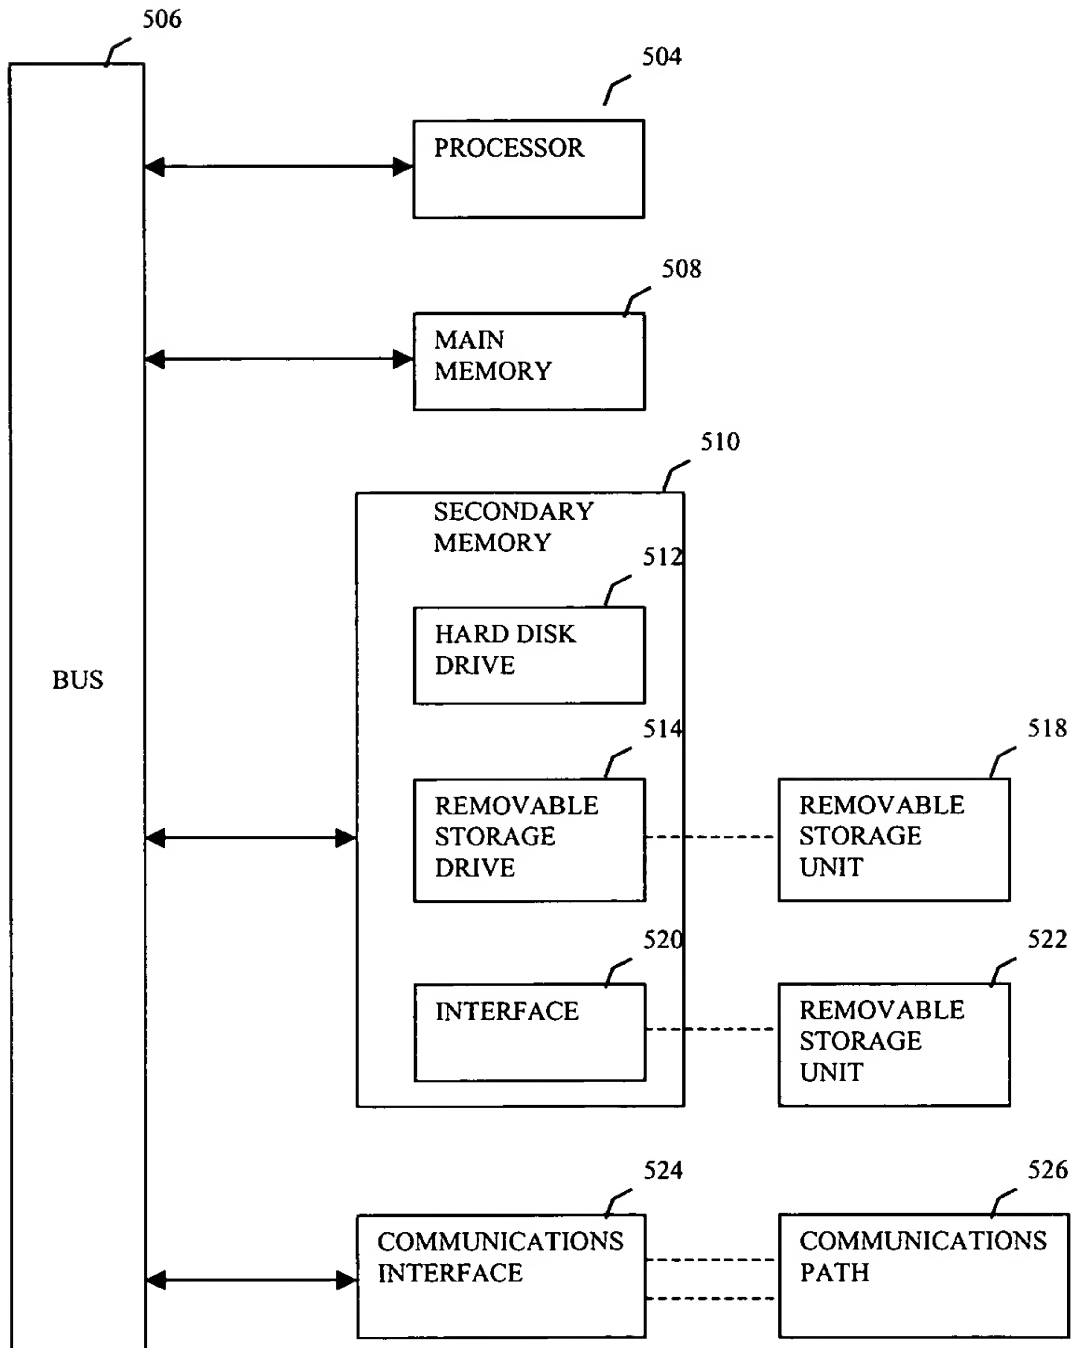 506
504
PROCESSOR
508
MAIN
MEMORY
510
SECONDARY
MEMORY
512
HARD DISK
DRIVE
BUS
514
REMOVABLE
STORAGE
DRIVE
518
REMOVABLE
STORAGE
UNIT
520
INTERFACE
522
REMOVABLE
STORAGE
UNIT
524
COMMUNICATIONS
INTERFACE
526
COMMUNICATIONS
PATH